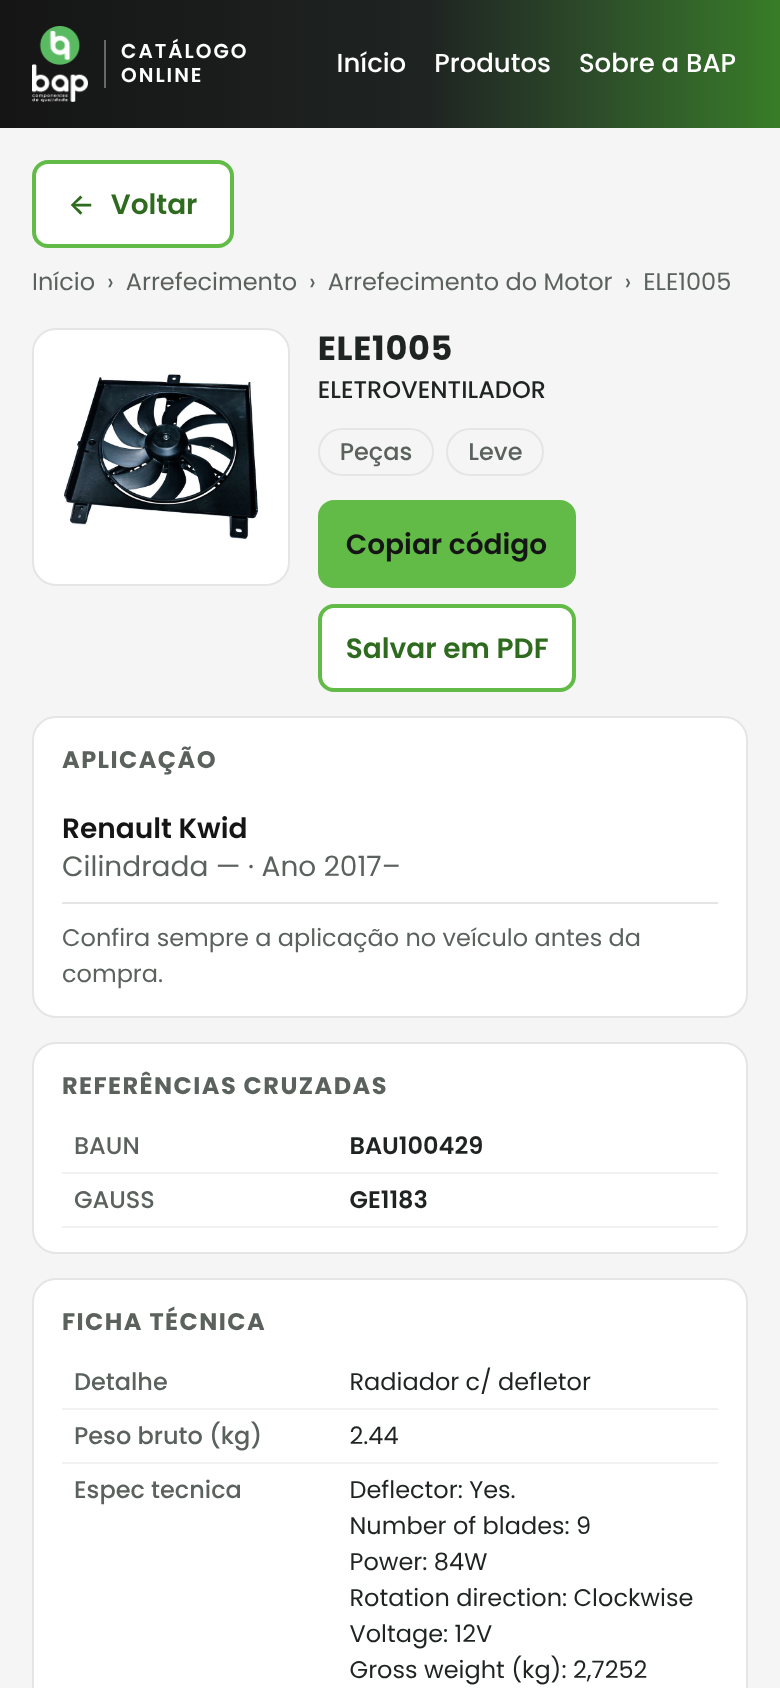 bap
componentes
de qualidade
CATÁLOGO
ONLINE
Início
Produtos
Sobre a BAP
← Voltar
Início › Arrefecimento › Arrefecimento do Motor › ELE1005
ELE1005
ELETROVENTILADOR
Peças
Leve
Copiar código
Salvar em PDF
APLICAÇÃO
Renault Kwid
Cilindrada — · Ano 2017–
Confira sempre a aplicação no veículo antes da
compra.
REFERÊNCIAS CRUZADAS
BAUN BAU100429
GAUSS GE1183
FICHA TÉCNICA
Detalhe Radiador c/ defletor
Peso bruto (kg) 2.44
Espec tecnica Deflector: Yes.
Number of blades: 9
Power: 84W
Rotation direction: Clockwise
Voltage: 12V
Gross weight (kg): 2,7252